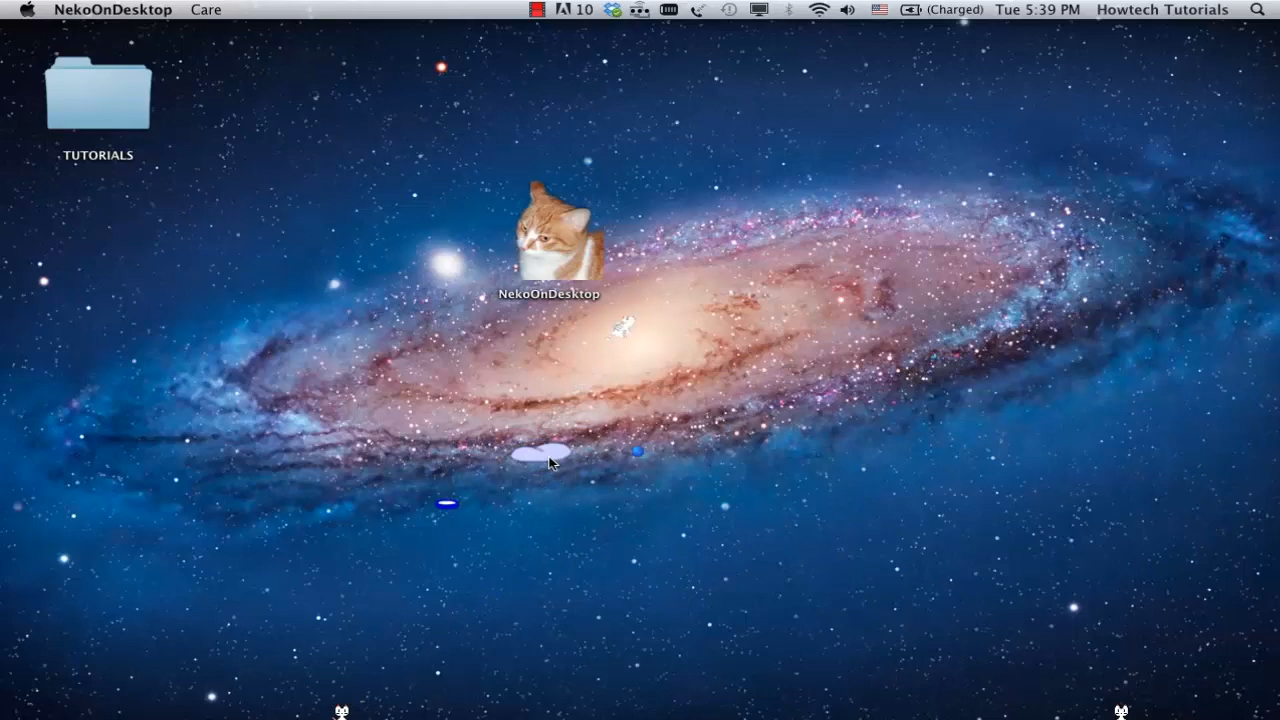 NekoOnDesktop Care 10 (Charged) Tue 5:39 PM Howtech Tutorials
TUTORIALS
NekoOnDesktop